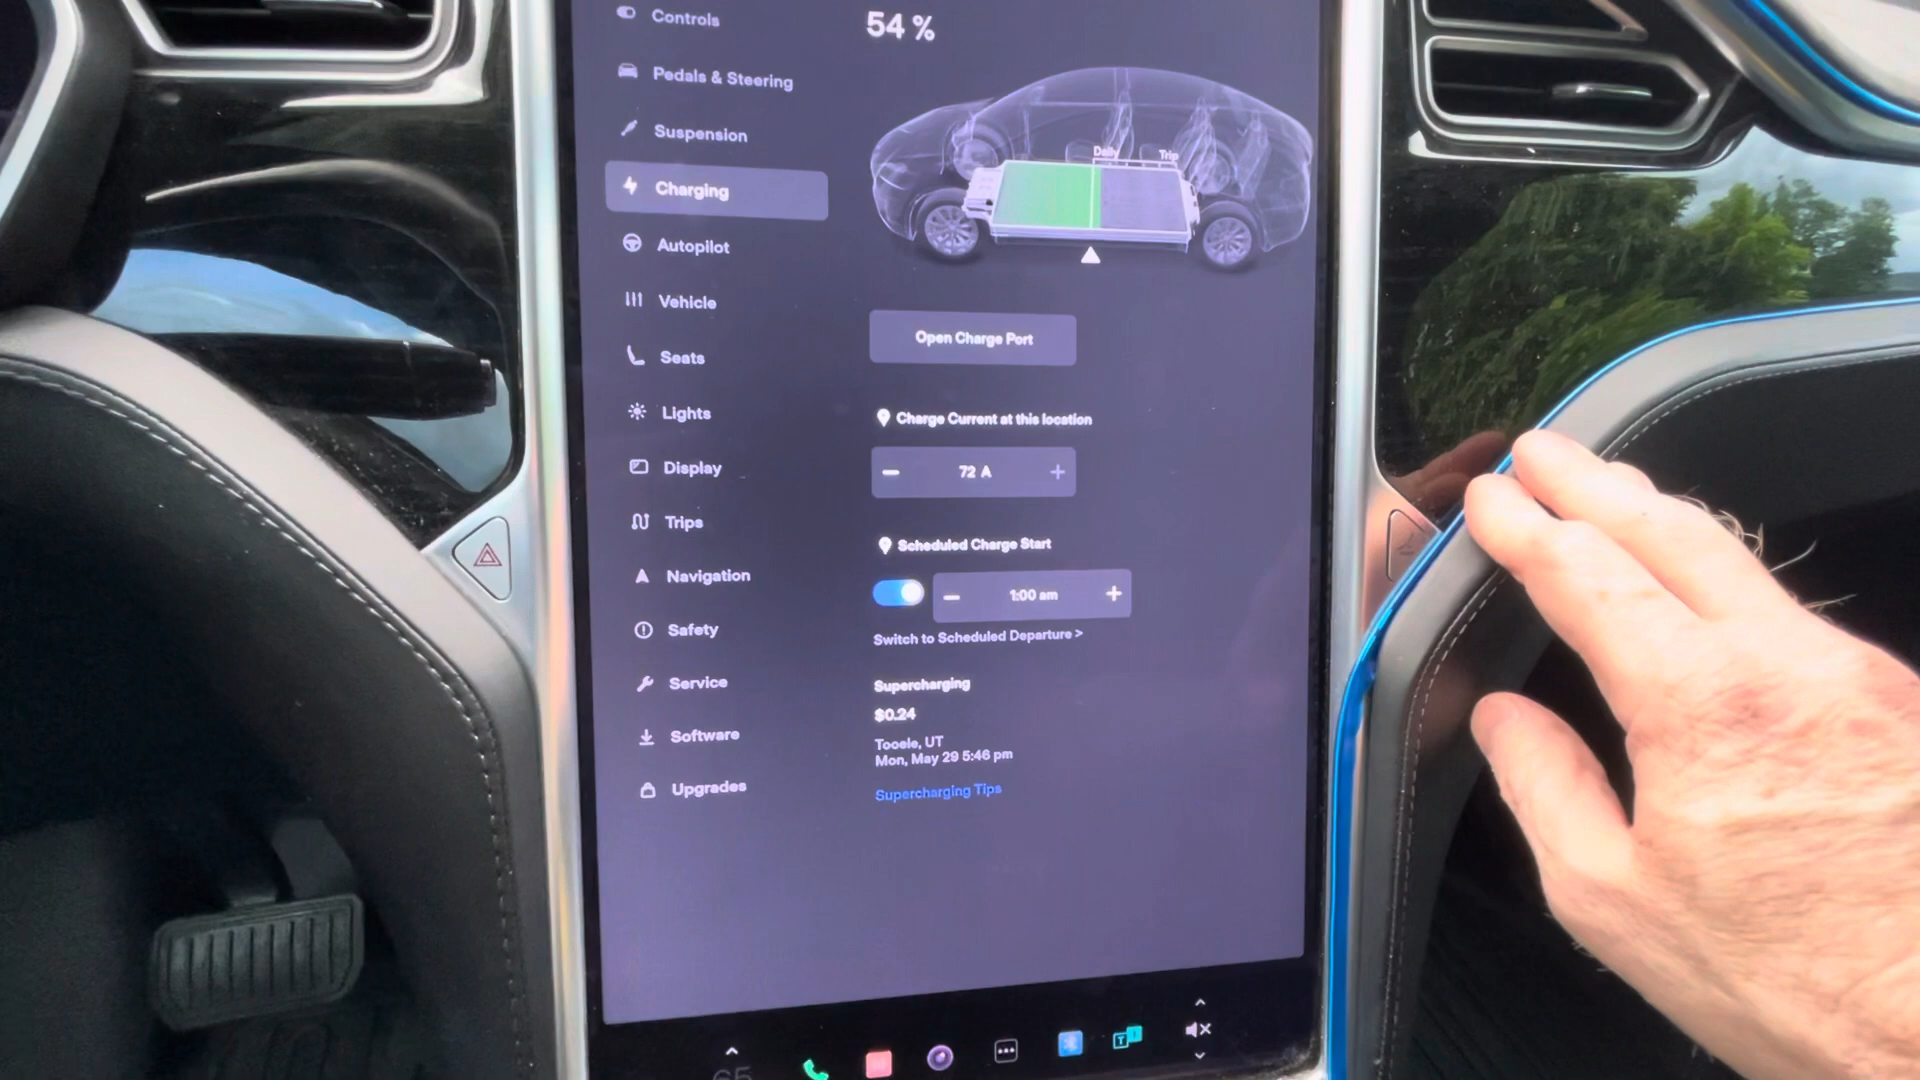 Controls
Pedals & Steering
Suspension
Charging
Autopilot
Vehicle
Seats
Lights
Display
Trips
Navigation
Safety
Service
Software
Upgrades
54 %
Daily Trip
Open Charge Port
Charge Current at this location
− 72 A +
Scheduled Charge Start
− 1:00 am +
Switch to Scheduled Departure >
Supercharging
$0.24
Tooele, UT
Mon, May 29 5:46 pm
Supercharging Tips
65